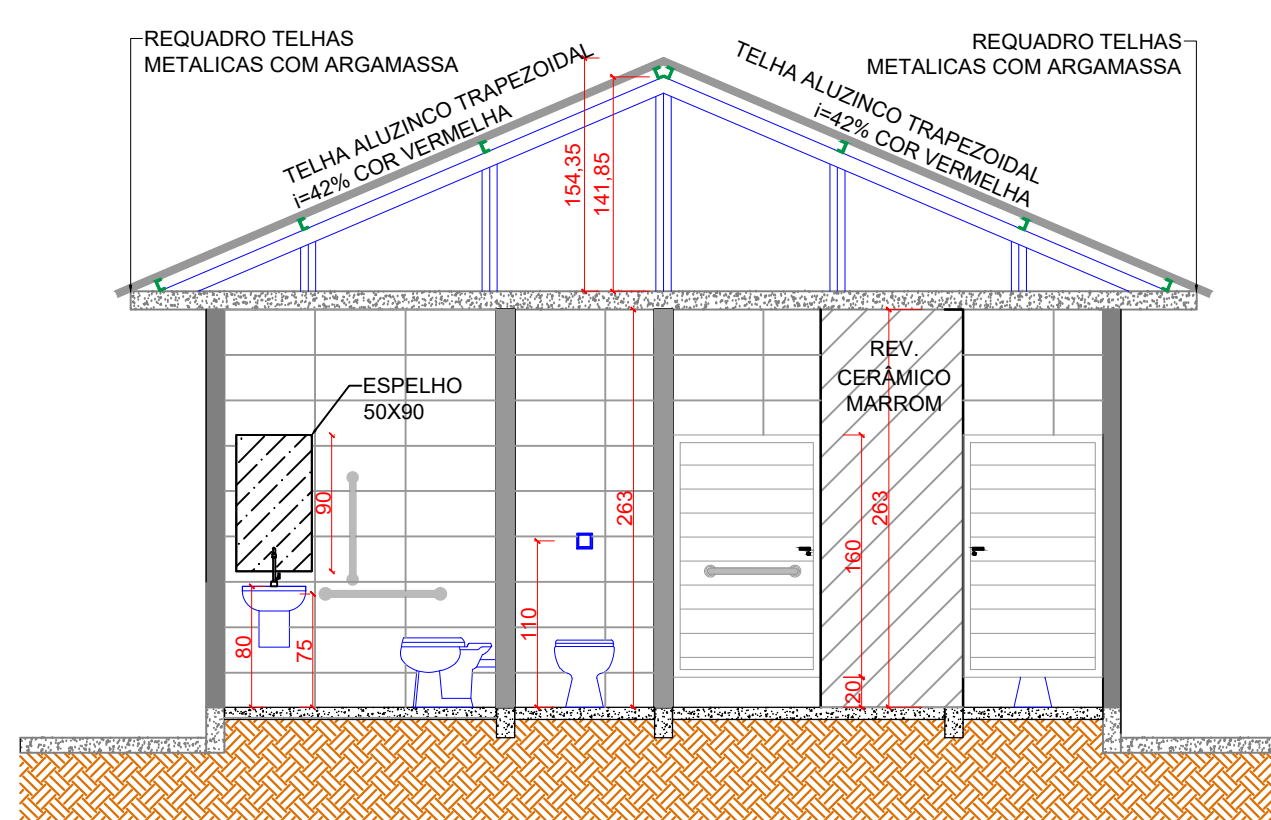 REQUADRO TELHAS
METALICAS COM ARGAMASSA
REQUADRO TELHAS
METALICAS COM ARGAMASSA
TELHA ALUZINCO TRAPEZOIDAL
i=42% COR VERMELHA
TELHA ALUZINCO TRAPEZOIDAL
i=42% COR VERMELHA
154,35
141,85
ESPELHO
50X90
REV.
CERÂMICO
MARROM
90
263
263
160
110
80
75
20